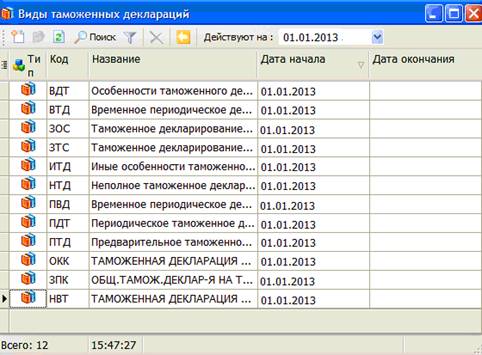 Виды таможенных деклараций
Поиск Действуют на : 01.01.2013
Тип Код Название Дата начала Дата окончания
ВДТ Особенности таможенного де... 01.01.2013
ВТД Временное периодическое де... 01.01.2013
ЗОС Таможенное декларирование... 01.01.2013
ЗТС Таможенное декларирование... 01.01.2013
ИТД Иные особенности таможенно... 01.01.2013
НТД Неполное таможенное деклар... 01.01.2013
ПВД Временное периодическое де... 01.01.2013
ПДТ Периодическое таможенное д... 01.01.2013
ПТД Предварительное таможенно... 01.01.2013
ОКК ТАМОЖЕННАЯ ДЕКЛАРАЦИЯ ... 01.01.2013
ЗПК ОБЩ.ТАМОЖ.ДЕКЛАР-Я НА Т... 01.01.2013
НВТ ТАМОЖЕННАЯ ДЕКЛАРАЦИЯ ... 01.01.2013
Всего: 12 15:47:27